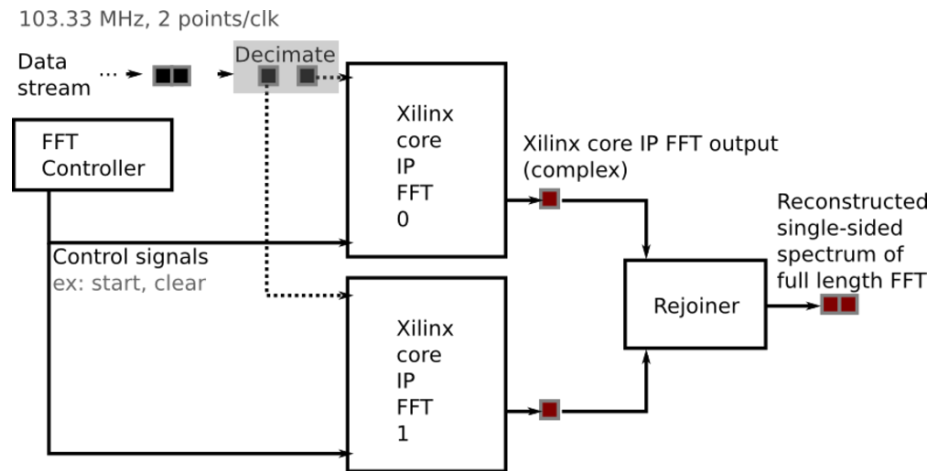 103.33 MHz, 2 points/clk
Data
stream
Decimate
FFT
Controller
Xilinx
core
IP
FFT
0
Xilinx core IP FFT output
(complex)
Reconstructed
single-sided
spectrum of
full length FFT
Control signals
ex: start, clear
Rejoiner
Xilinx
core
IP
FFT
1